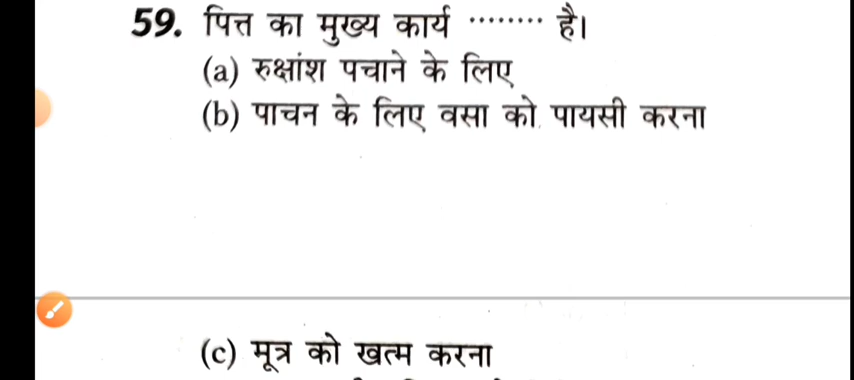 59. पित्त का मुख्य कार्य ········ है।
(a) रुक्षांश पचाने के लिए
(b) पाचन के लिए वसा को पायसी करना
(c) मूत्र को खत्म करना